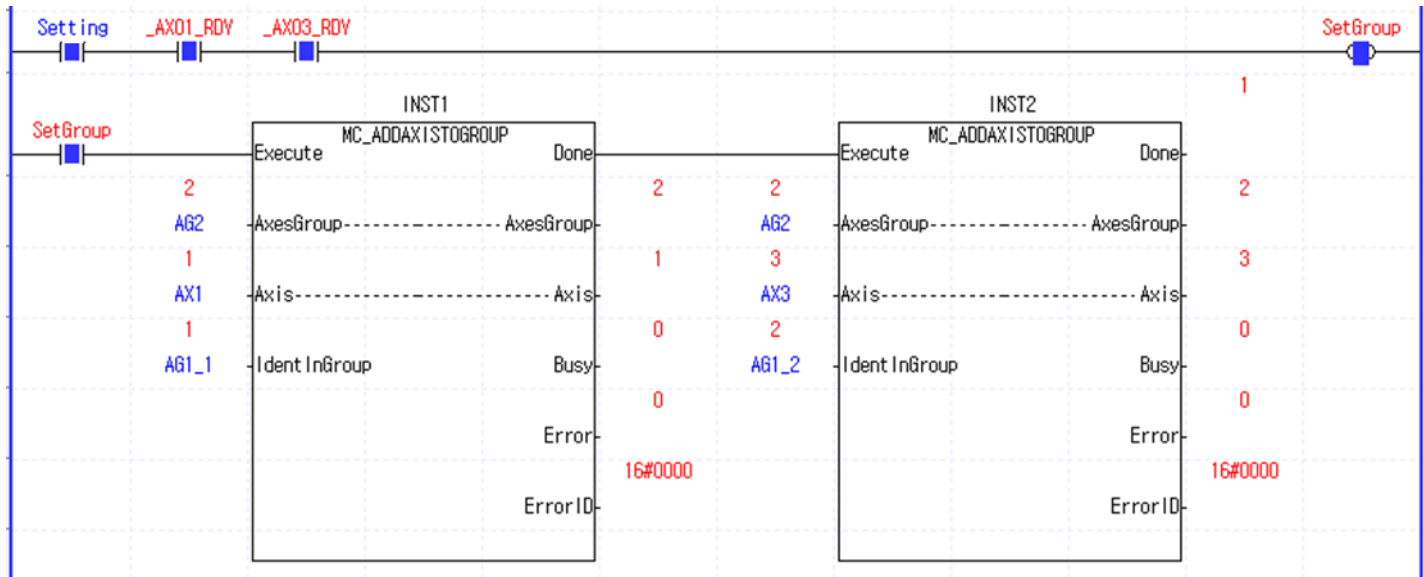 Setting _AX01_RDY _AX03_RDY SetGroup
1
INST1 INST2
SetGroup MC_ADDAXISTOGROUP MC_ADDAXISTOGROUP
Execute Done Execute Done
2 2 2 2
AG2 AxesGroup AxesGroup AG2 AxesGroup AxesGroup
1 1 3 3
AX1 Axis Axis AX3 Axis Axis
1 0 2 0
AG1_1 IdentInGroup Busy AG1_2 IdentInGroup Busy
0 0
Error Error
16#0000 16#0000
ErrorID ErrorID